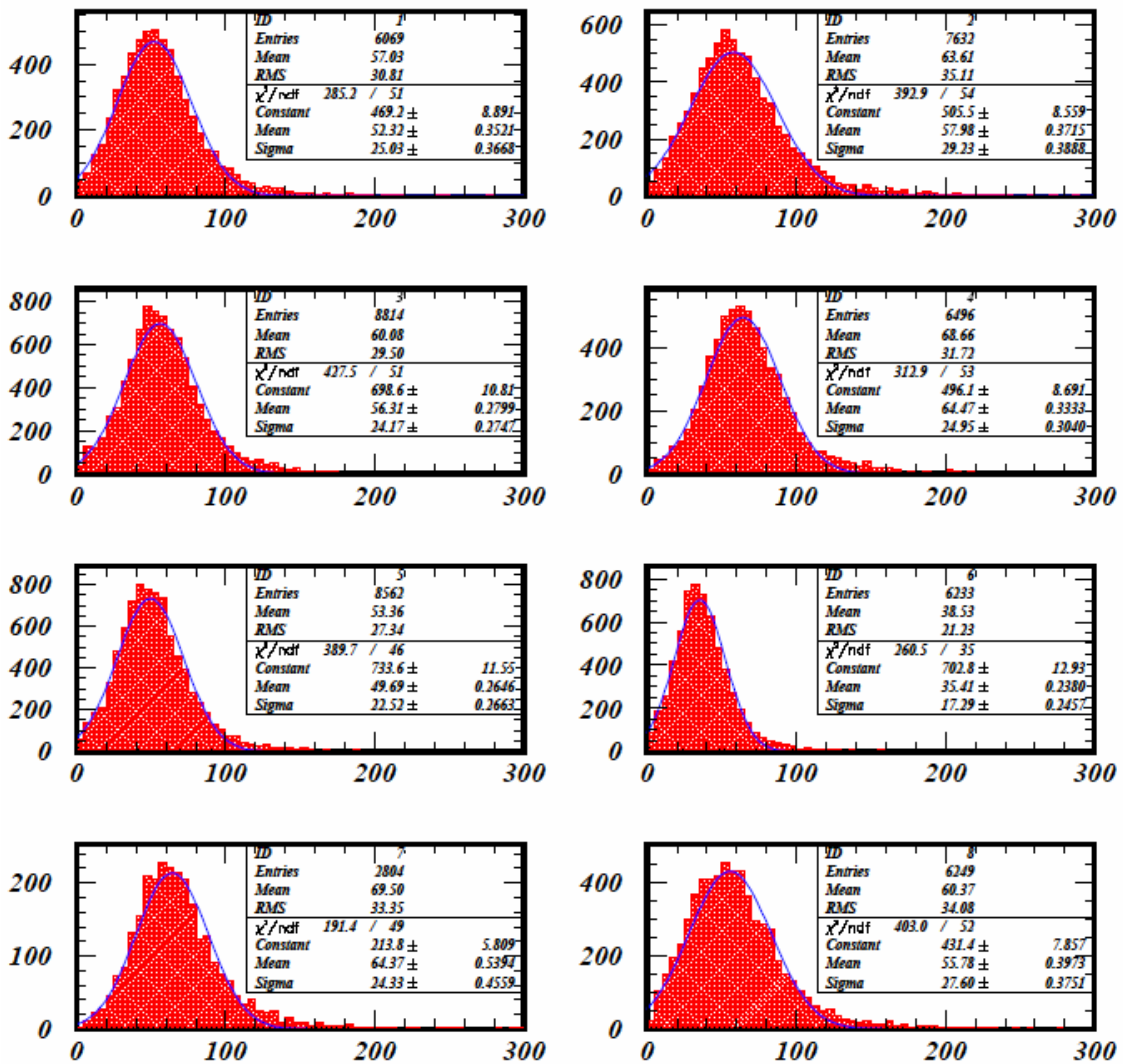 ID 1
Entries 6069
Mean 57.03
RMS 30.81
χ²/ndf 285.2 / 51
Constant 469.2 ± 8.891
Mean 52.32 ± 0.3521
Sigma 25.03 ± 0.3668
400
200
0
0 100 200 300
ID 2
Entries 7632
Mean 63.61
RMS 35.11
χ²/ndf 392.9 / 54
Constant 505.5 ± 8.559
Mean 57.98 ± 0.3715
Sigma 29.23 ± 0.3888
600
400
200
0
0 100 200 300
ID 3
Entries 8814
Mean 60.08
RMS 29.50
χ²/ndf 427.5 / 51
Constant 698.6 ± 10.81
Mean 56.31 ± 0.2799
Sigma 24.17 ± 0.2747
800
600
400
200
0
0 100 200 300
ID 4
Entries 6496
Mean 68.66
RMS 31.72
χ²/ndf 312.9 / 53
Constant 496.1 ± 8.691
Mean 64.47 ± 0.3333
Sigma 24.95 ± 0.3040
400
200
0
0 100 200 300
ID 5
Entries 8562
Mean 53.36
RMS 27.34
χ²/ndf 389.7 / 46
Constant 733.6 ± 11.55
Mean 49.69 ± 0.2646
Sigma 22.52 ± 0.2663
800
600
400
200
0
0 100 200 300
ID 6
Entries 6233
Mean 38.53
RMS 21.23
χ²/ndf 260.5 / 35
Constant 702.8 ± 12.93
Mean 35.41 ± 0.2380
Sigma 17.29 ± 0.2457
800
600
400
200
0
0 100 200 300
ID 7
Entries 2804
Mean 69.50
RMS 33.35
χ²/ndf 191.4 / 49
Constant 213.8 ± 5.809
Mean 64.37 ± 0.5394
Sigma 24.33 ± 0.4559
200
100
0
0 100 200 300
ID 8
Entries 6249
Mean 60.37
RMS 34.08
χ²/ndf 403.0 / 52
Constant 431.4 ± 7.857
Mean 55.78 ± 0.3973
Sigma 27.60 ± 0.3751
400
200
0
0 100 200 300